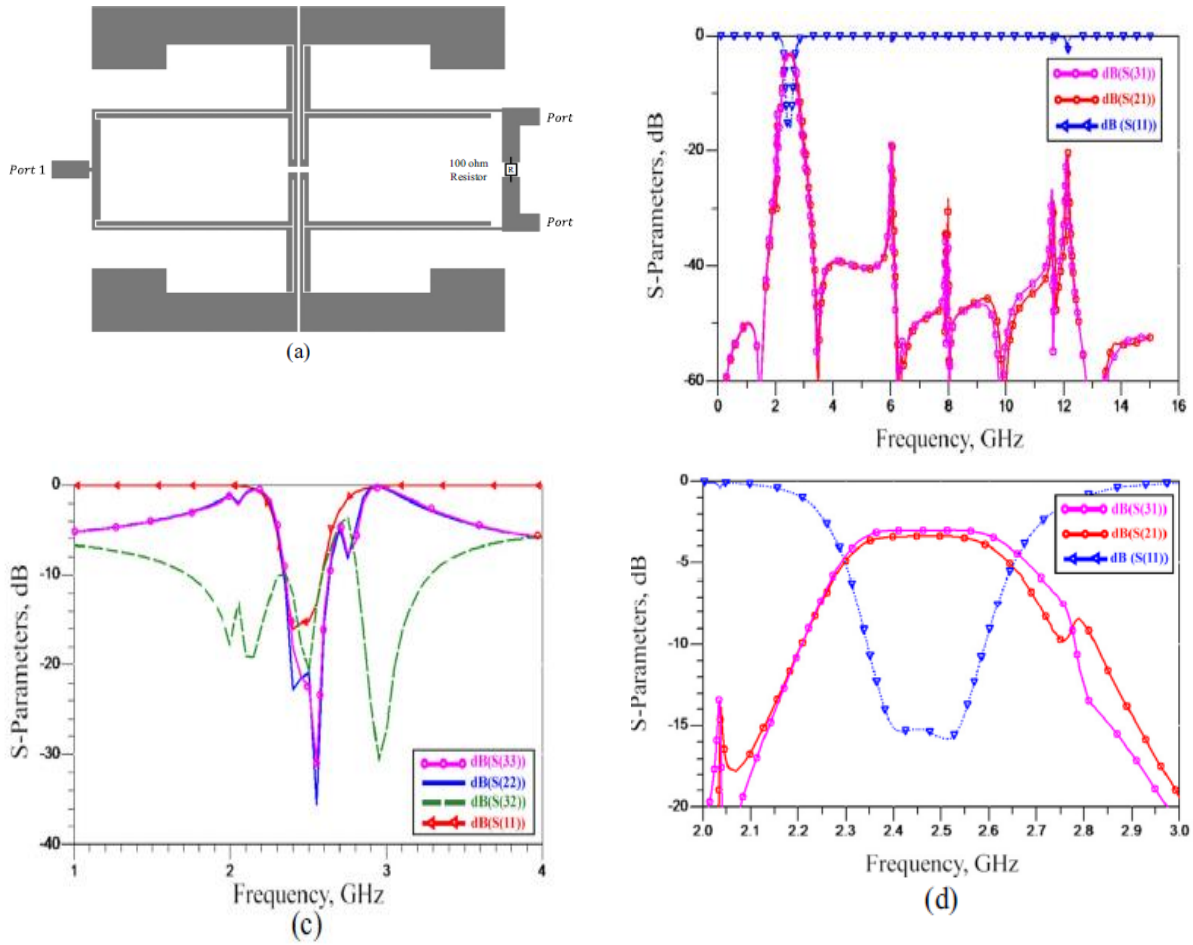 Port 1
Port
100 ohm
Resistor
R
Port
(a)
S-Parameters, dB
0
-20
-40
-60
dB(S(31))
dB(S(21))
dB (S(11))
0 2 4 6 8 10 12 14 16
Frequency, GHz
S-Parameters, dB
0
-10
-20
-30
-40
dB(S(33))
dB(S(22))
dB(S(32))
dB(S(11))
1 2 3 4
Frequency, GHz
(c)
S-Parameters, dB
0
-5
-10
-15
-20
dB(S(31))
dB(S(21))
dB (S(11))
2.0 2.1 2.2 2.3 2.4 2.5 2.6 2.7 2.8 2.9 3.0
Frequency, GHz
(d)